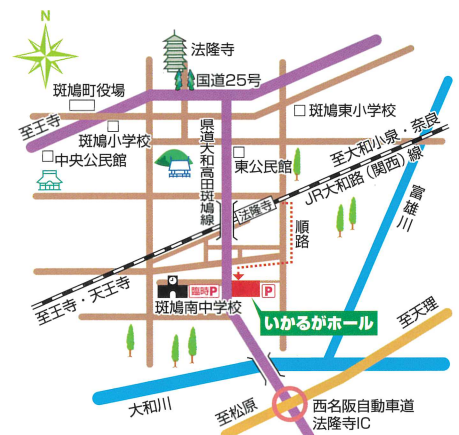 N
法隆寺
国道25号
斑鳩町役場
斑鳩東小学校
至王寺
斑鳩小学校
中央公民館
県道大和高田斑鳩線
東公民館
至大和小泉・奈良
JR大和路(関西)線
富雄川
法隆寺
順路
至王寺・天王寺
臨時P
P
斑鳩南中学校
いかるがホール
至天理
大和川
至松原
西名阪自動車道
法隆寺IC